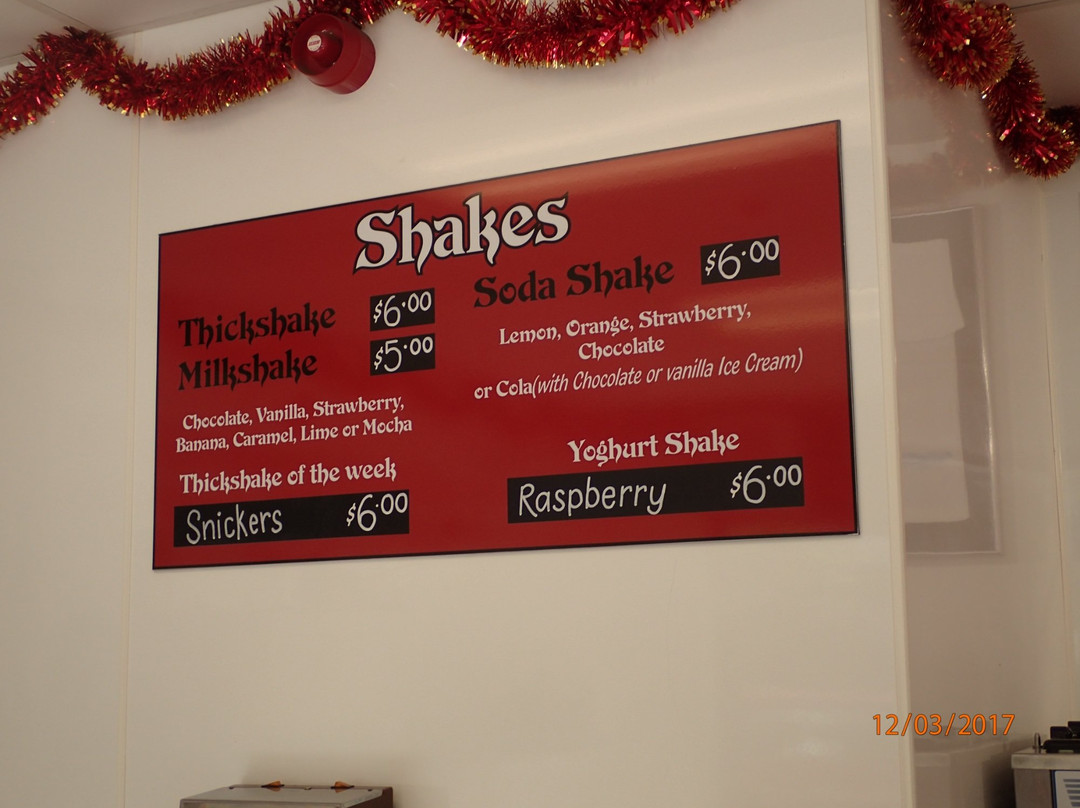 Shakes
Thickshake $6.00
Milkshake $5.00
Chocolate, Vanilla, Strawberry,
Banana, Caramel, Lime or Mocha
Thickshake of the week
Snickers $6.00
Soda Shake $6.00
Lemon, Orange, Strawberry,
Chocolate
or Cola(with Chocolate or vanilla Ice Cream)
Yoghurt Shake
Raspberry $6.00
12/03/2017